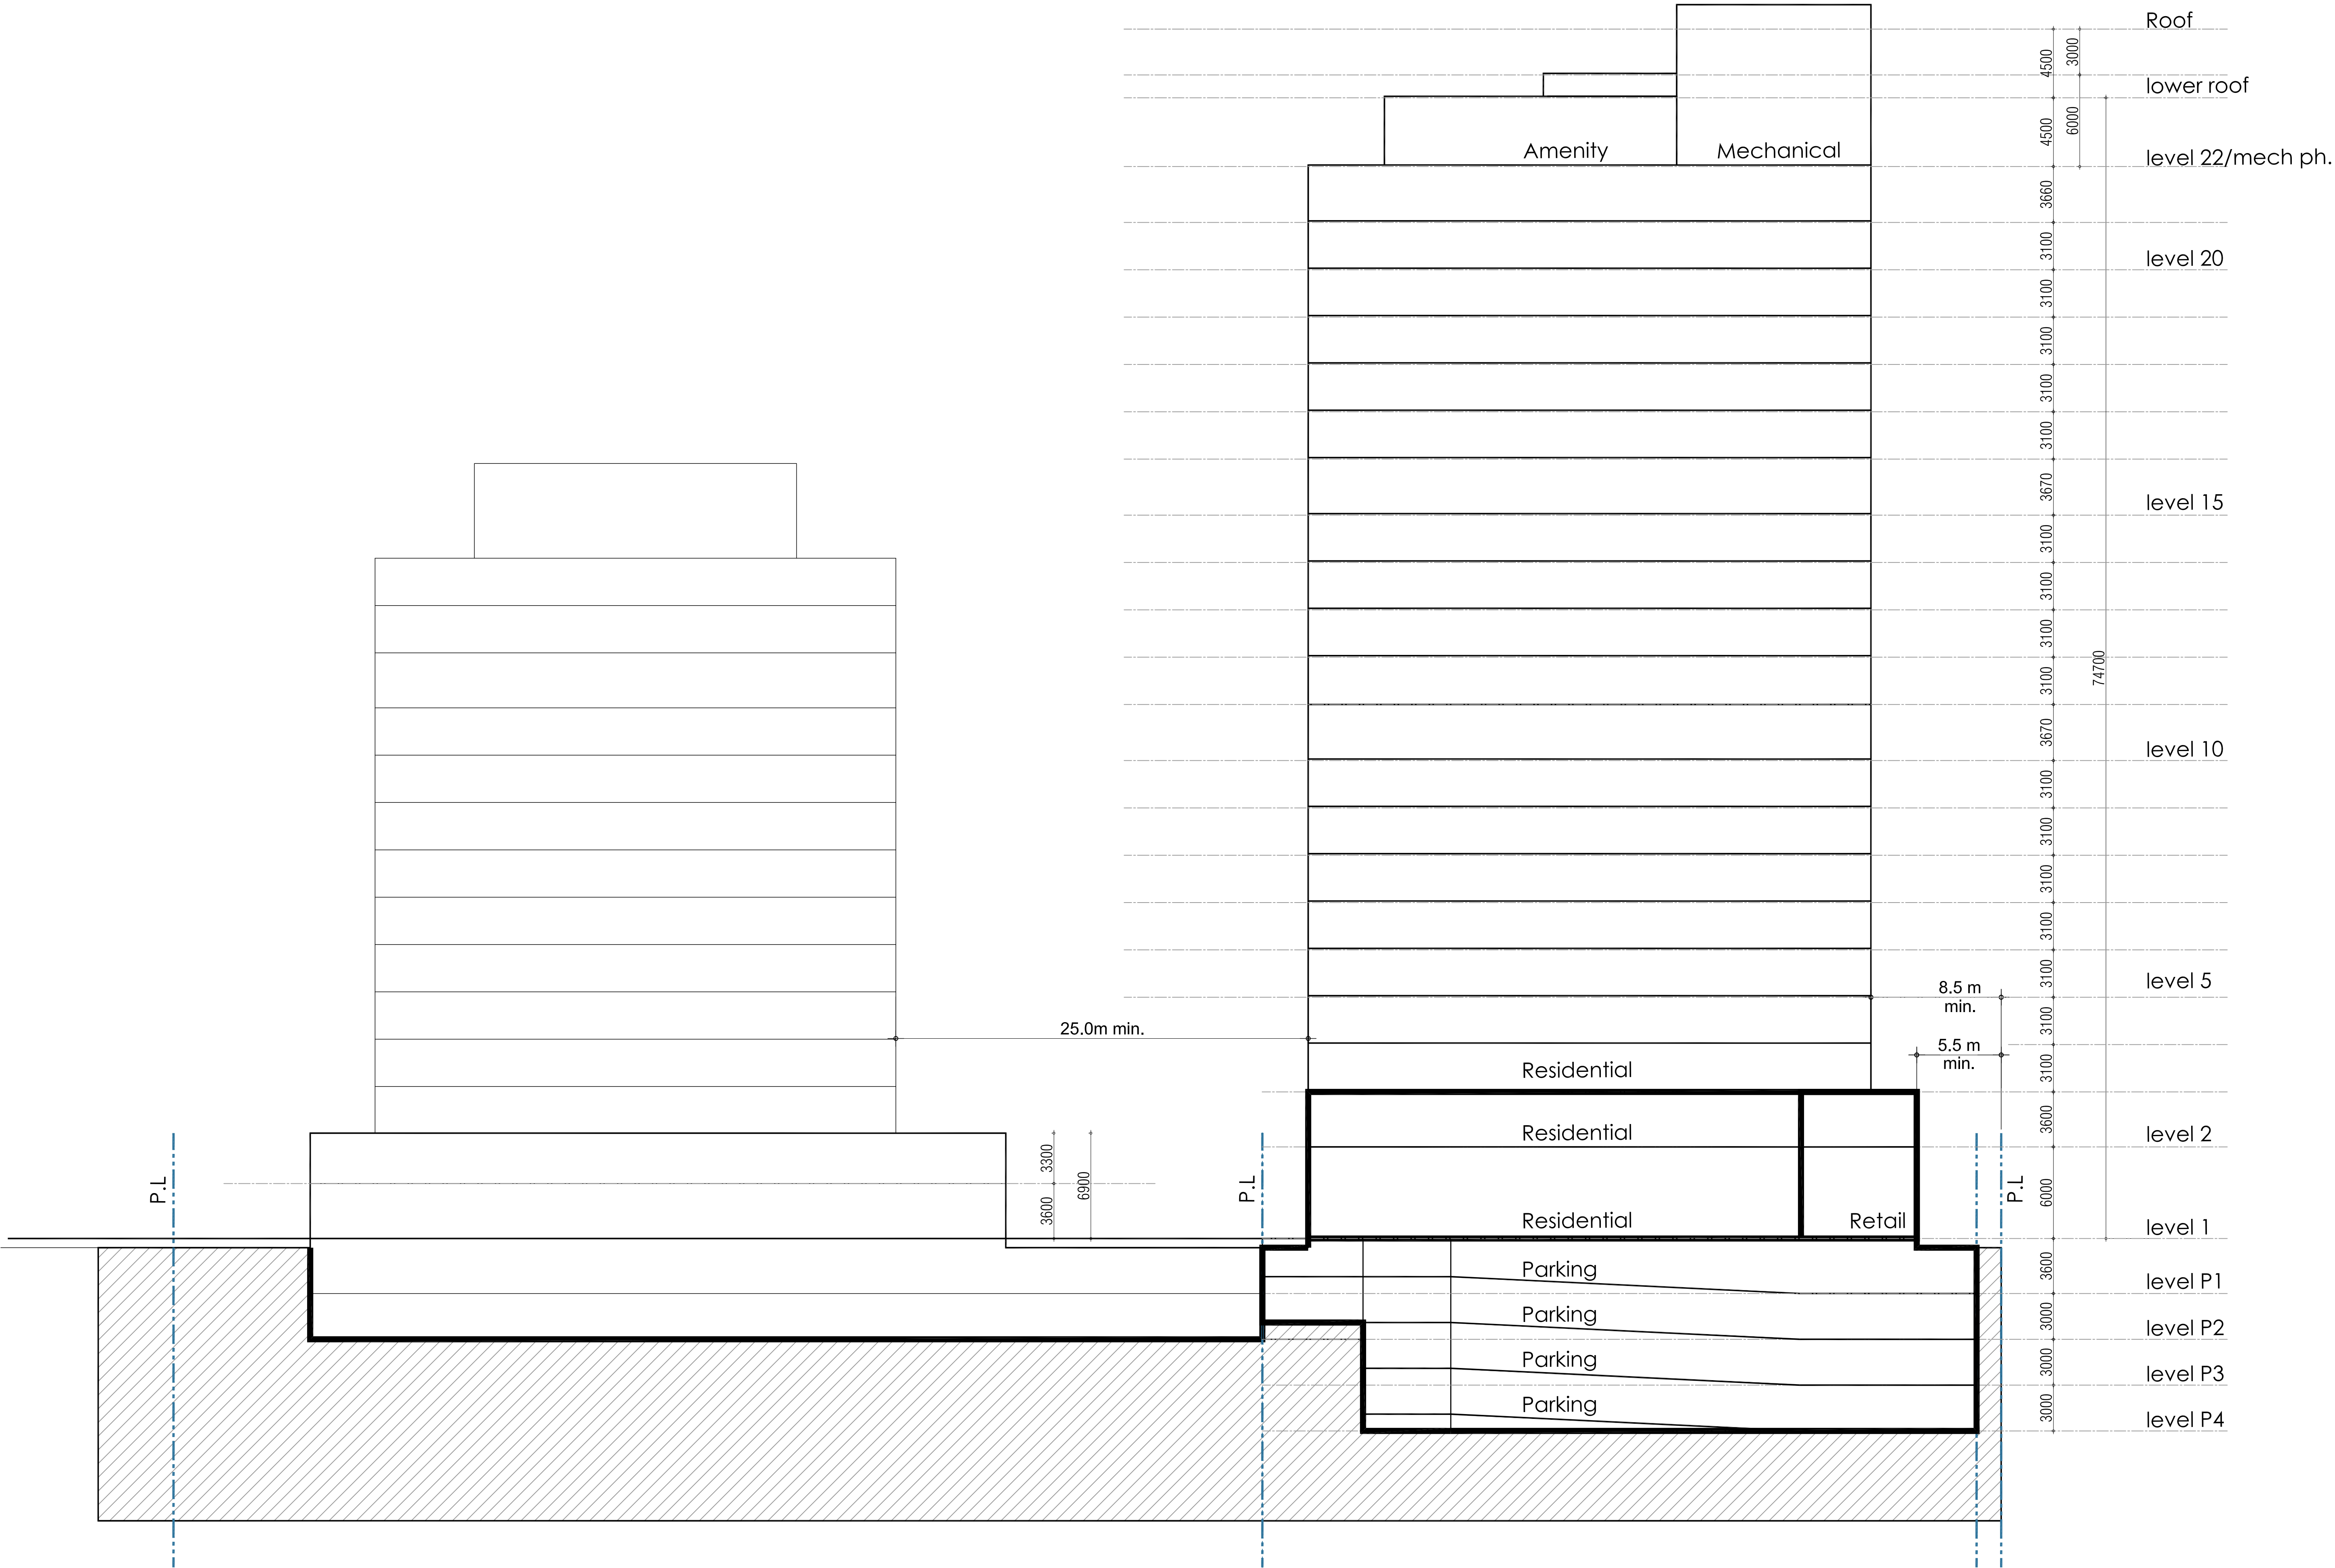 Roof
3000
4500
lower roof
6000
4500
Amenity
Mechanical
level 22/mech ph.
3660
3100
level 20
3100
3100
3100
3100
3670
level 15
3100
3100
3100
3100
74700
3670
level 10
3100
3100
3100
3100
3100
level 5
8.5 m
min.
3100
25.0m min.
5.5 m
min.
3100
Residential
3600
Residential
level 2
3300
6900
3600
P.L
P.L
P.L
6000
Residential
Retail
level 1
3600
Parking
level P1
3000
Parking
level P2
3000
Parking
level P3
3000
Parking
level P4